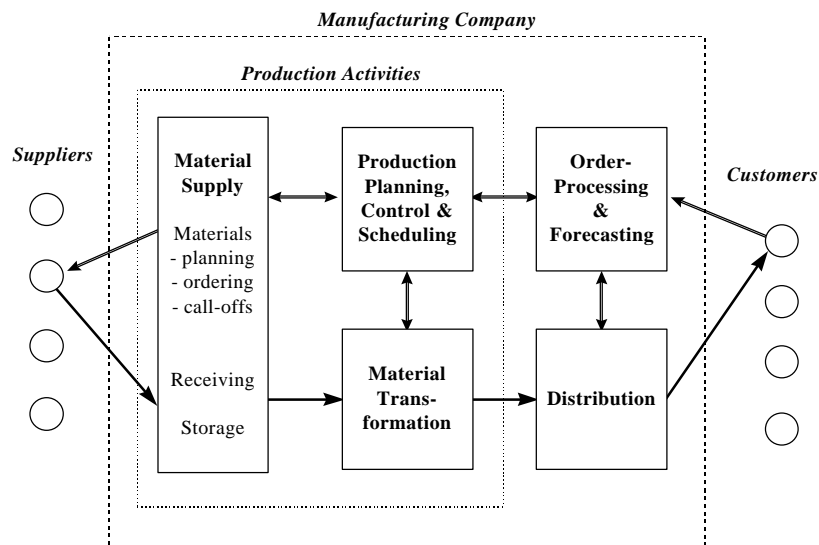 Manufacturing Company
Production Activities
Suppliers
Material
Supply
Materials
- planning
- ordering
- call-offs
Receiving
Storage
Production
Planning,
Control &
Scheduling
Order-
Processing
&
Forecasting
Customers
Material
Trans-
formation
Distribution